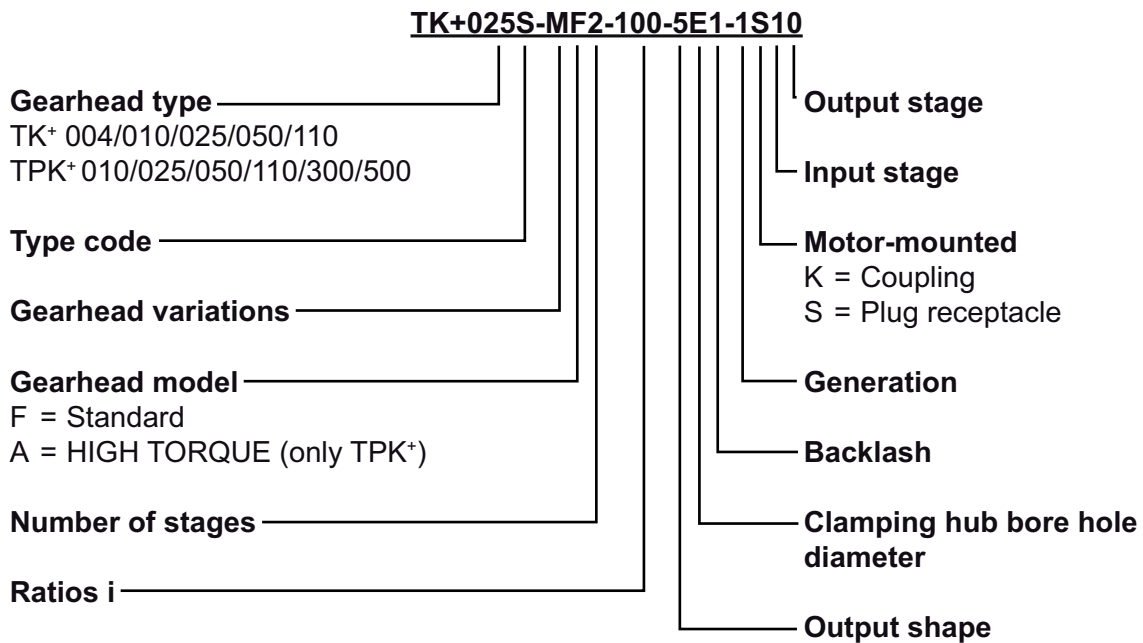 TK+025S-MF2-100-5E1-1S10
Gearhead type
TK+ 004/010/025/050/110
TPK+ 010/025/050/110/300/500
Type code
Gearhead variations
Gearhead model
F = Standard
A = HIGH TORQUE (only TPK+)
Number of stages
Ratios i
Output stage
Input stage
Motor-mounted
K = Coupling
S = Plug receptacle
Generation
Backlash
Clamping hub bore hole
diameter
Output shape